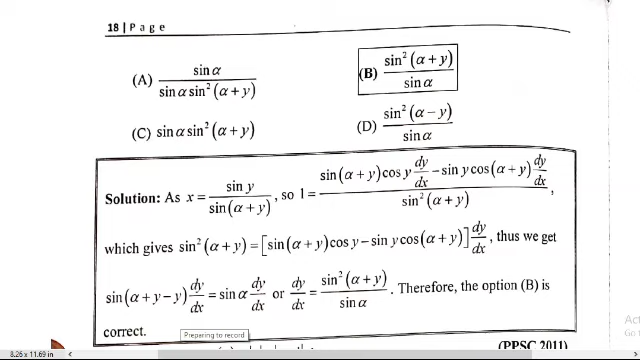 18 | P a g e
(A) sin α / sin α sin² (α + y)
(B) sin² (α + y) / sin α
(C) sin α sin² (α + y)
(D) sin² (α − y) / sin α
Solution: As x = sin y / sin (α + y), so 1 = (sin (α + y) cos y dy/dx − sin y cos (α + y) dy/dx) / sin² (α + y),
which gives sin² (α + y) = [sin (α + y) cos y − sin y cos (α + y)] dy/dx, thus we get
sin (α + y − y) dy/dx = sin α dy/dx or dy/dx = sin² (α + y) / sin α. Therefore, the option (B) is
correct.
Preparing to record
(PPSC 2011)
8.26 x 11.69 in